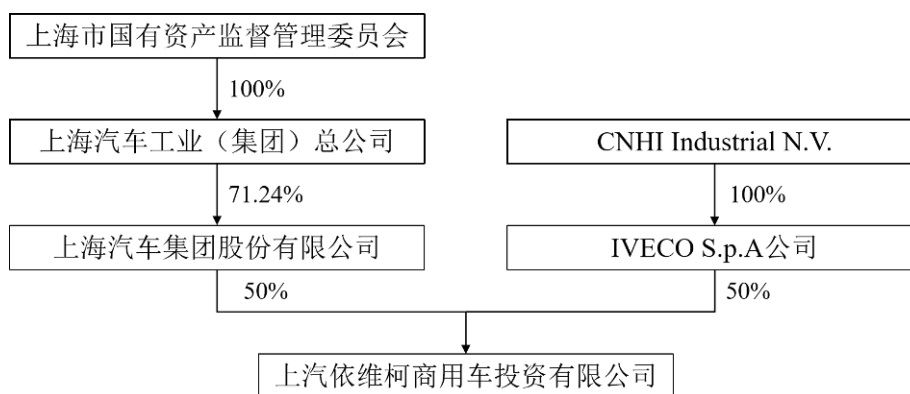 上海市国有资产监督管理委员会
100%
上海汽车工业（集团）总公司
CNHI Industrial N.V.
71.24%
100%
上海汽车集团股份有限公司
IVECO S.p.A公司
50%
50%
上汽依维柯商用车投资有限公司